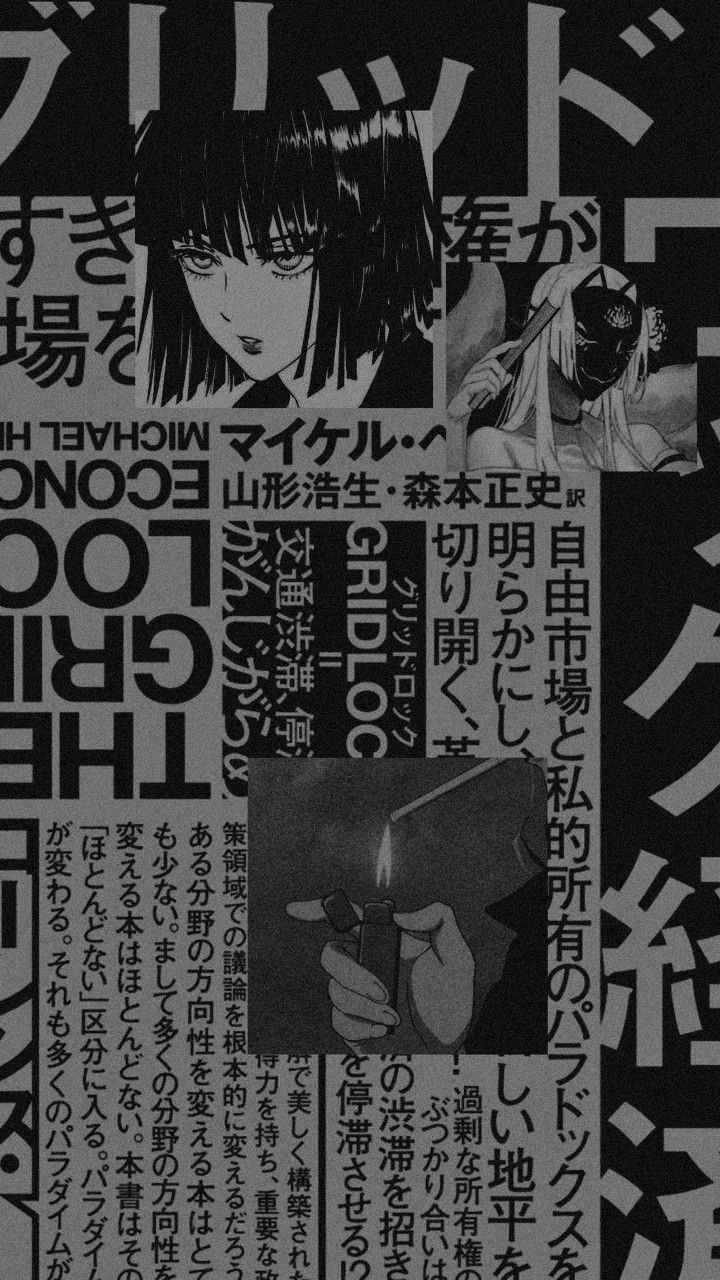 グリッド
すぎ
権が
場を
マイケル・ヘ
山形浩生・森本正史訳
MICHAEL HE
ECONO
LOC
GRID
THE
自由市場と私的所有のパラドックスを
明らかにし、
しい地平を
切り開く、革
過剰な所有権の
ぶつかり合いは
の渋滞を招き
を停滞させる!?
グリッドロック
GRIDLOC
=
交通渋滞、停滞
がんじがらめ
で美しく構築された
得力を持ち、重要な政
策領域での議論を根本的に変えるだろう
ある分野の方向性を変える本はとて
も少ない。まして多くの分野の方向性を
変える本はほとんどない。本書はその
「ほとんどない」区分に入る。パラダイム
が変わる。それも多くのパラダイムが
経済